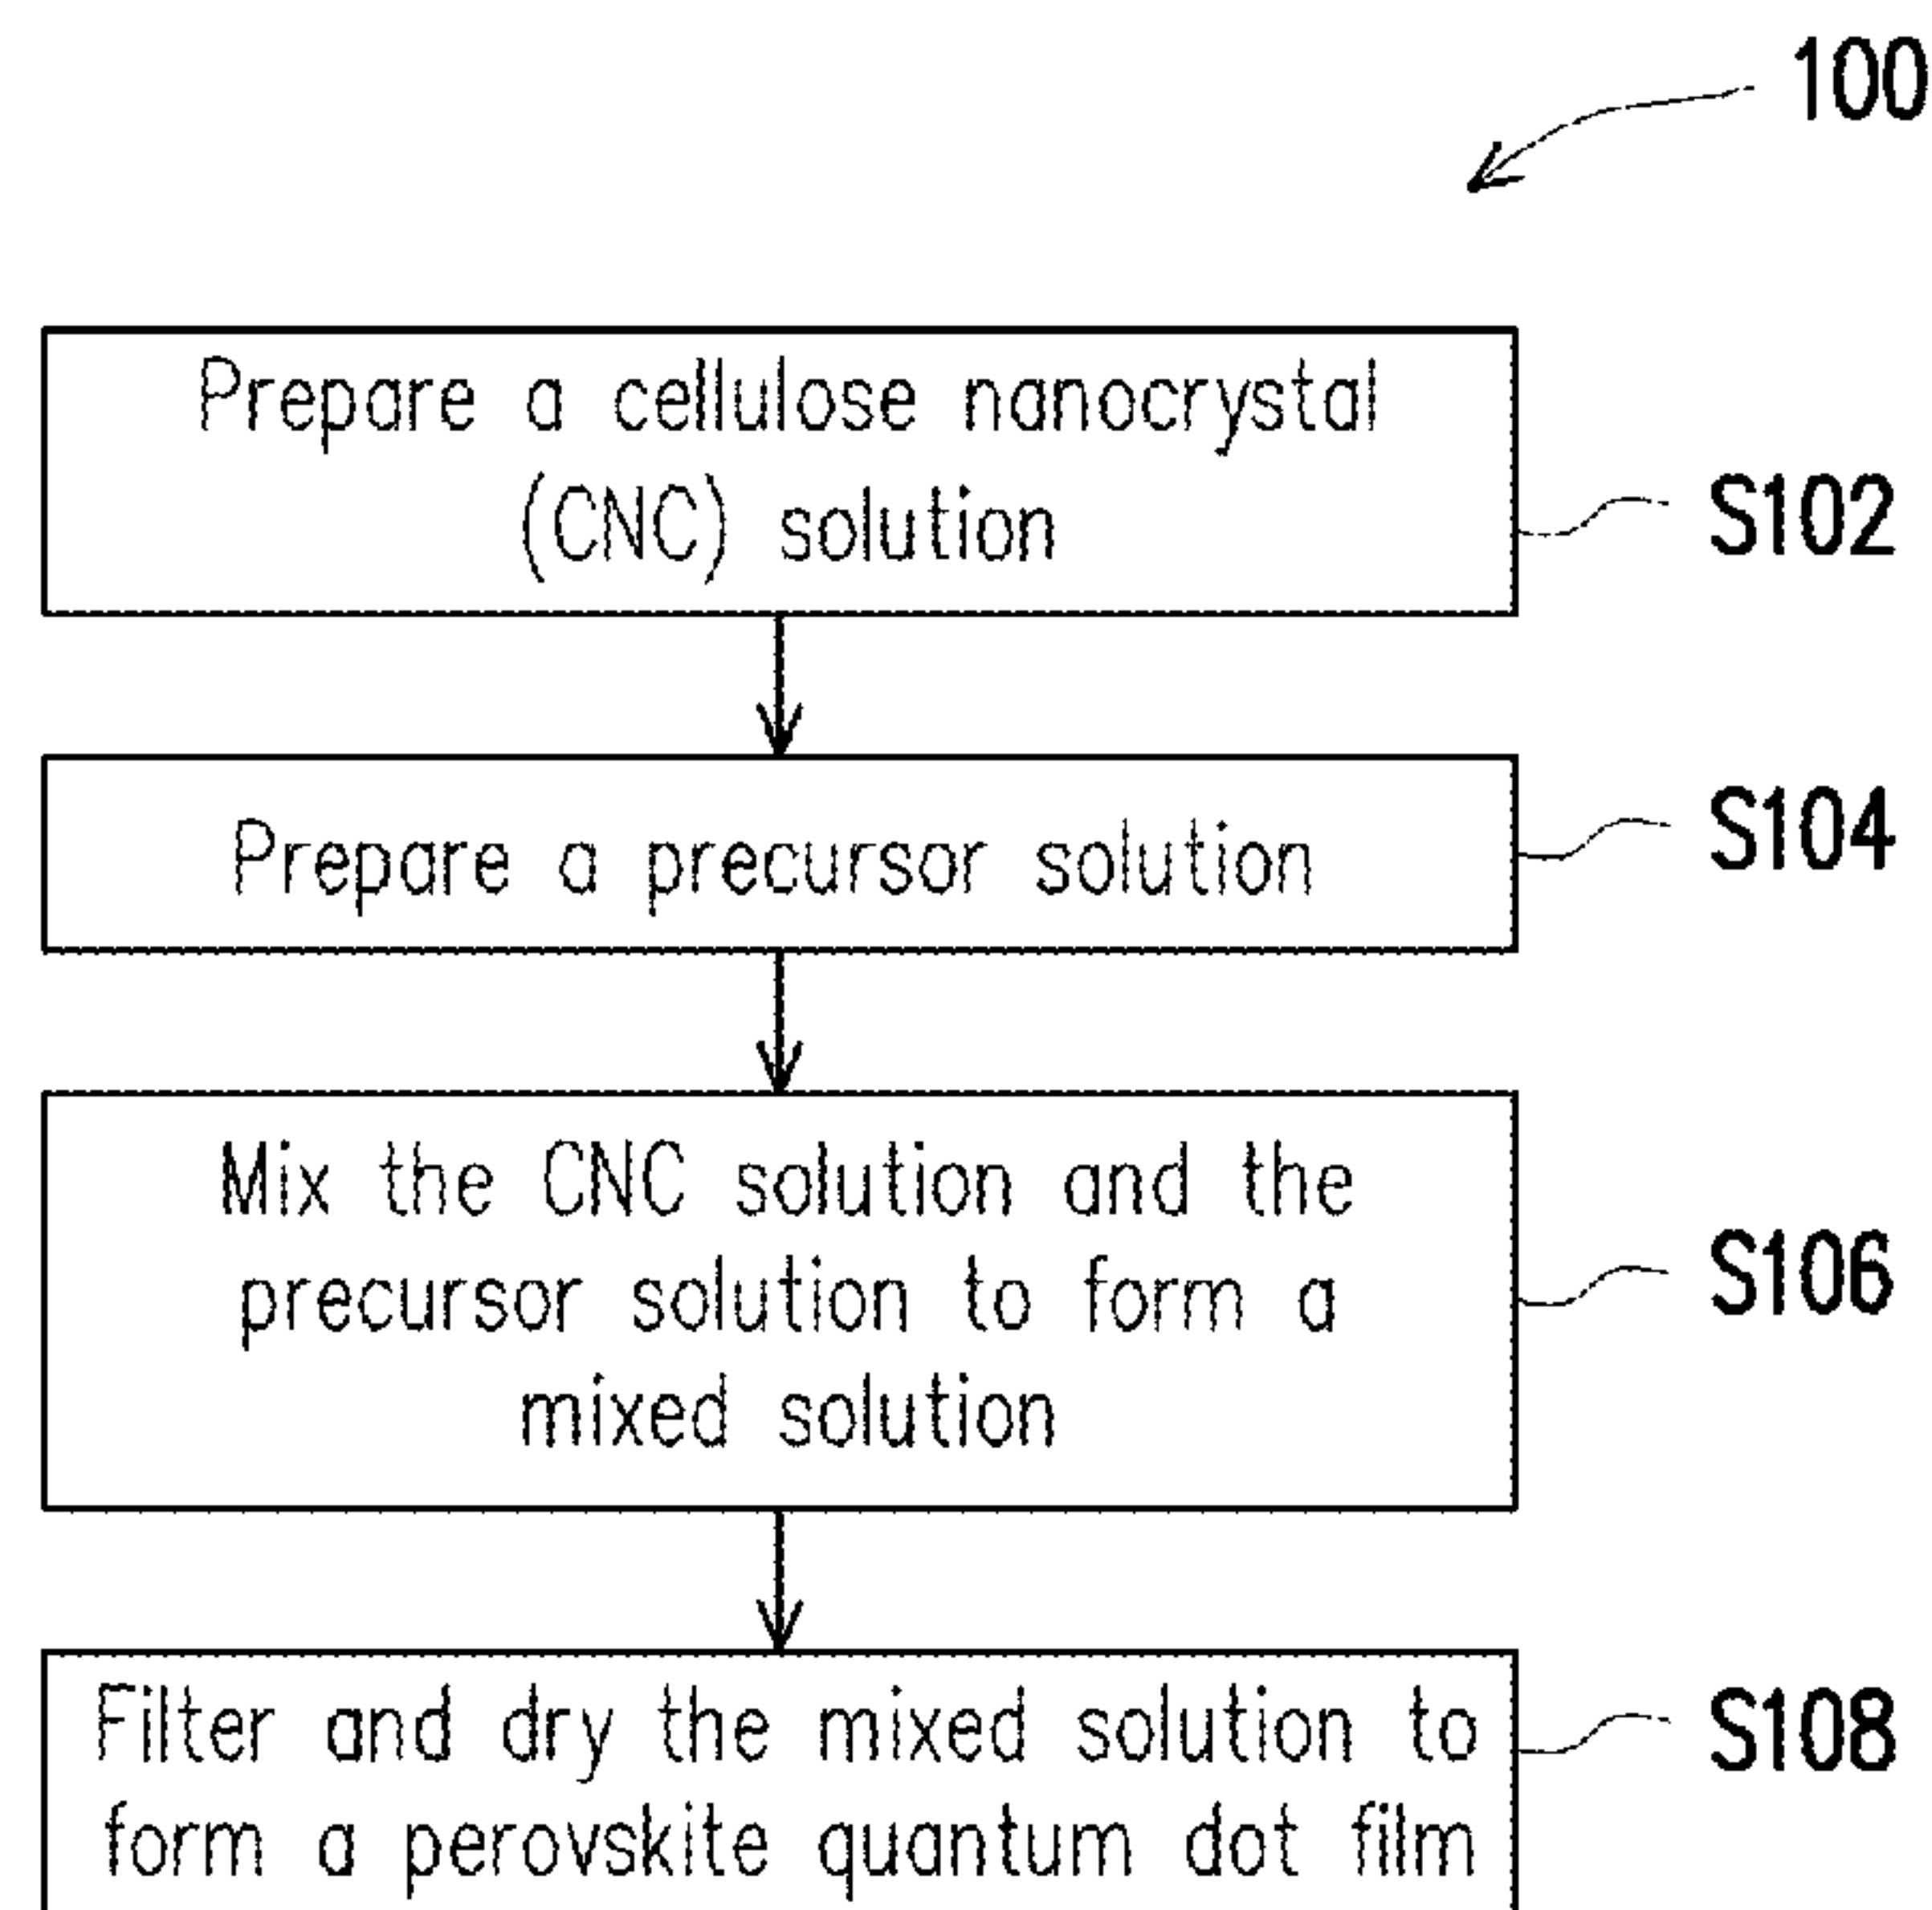 100
Prepare a cellulose nanocrystal
(CNC) solution
S102
Prepare a precursor solution
S104
Mix the CNC solution and the
precursor solution to form a
mixed solution
S106
Filter and dry the mixed solution to
form a perovskite quantum dot film
S108